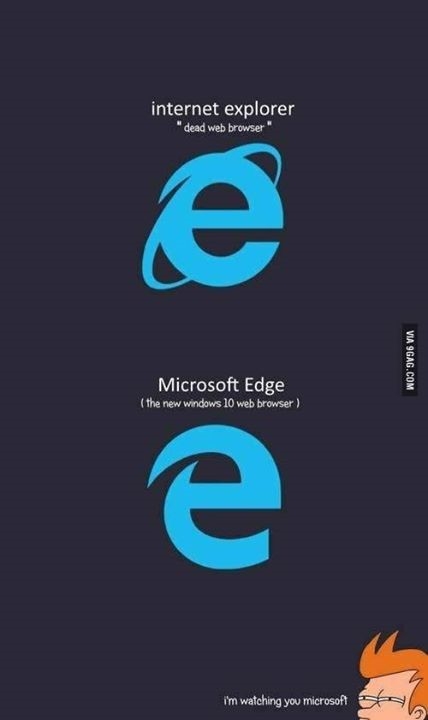 internet explorer
" dead web browser "
Microsoft Edge
( the new windows 10 web browser )
VIA 9GAG.COM
i'm watching you microsoft